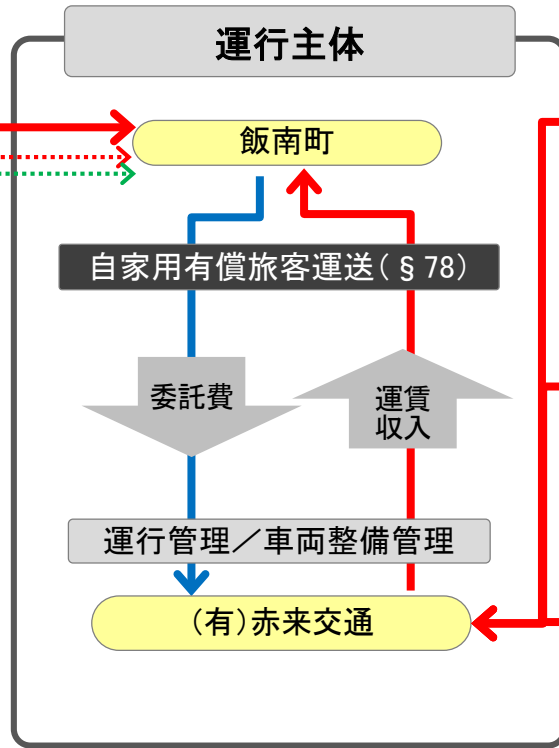 運行主体
飯南町
自家用有償旅客運送(§78)
委託費
運賃
収入
運行管理／車両整備管理
(有)赤来交通